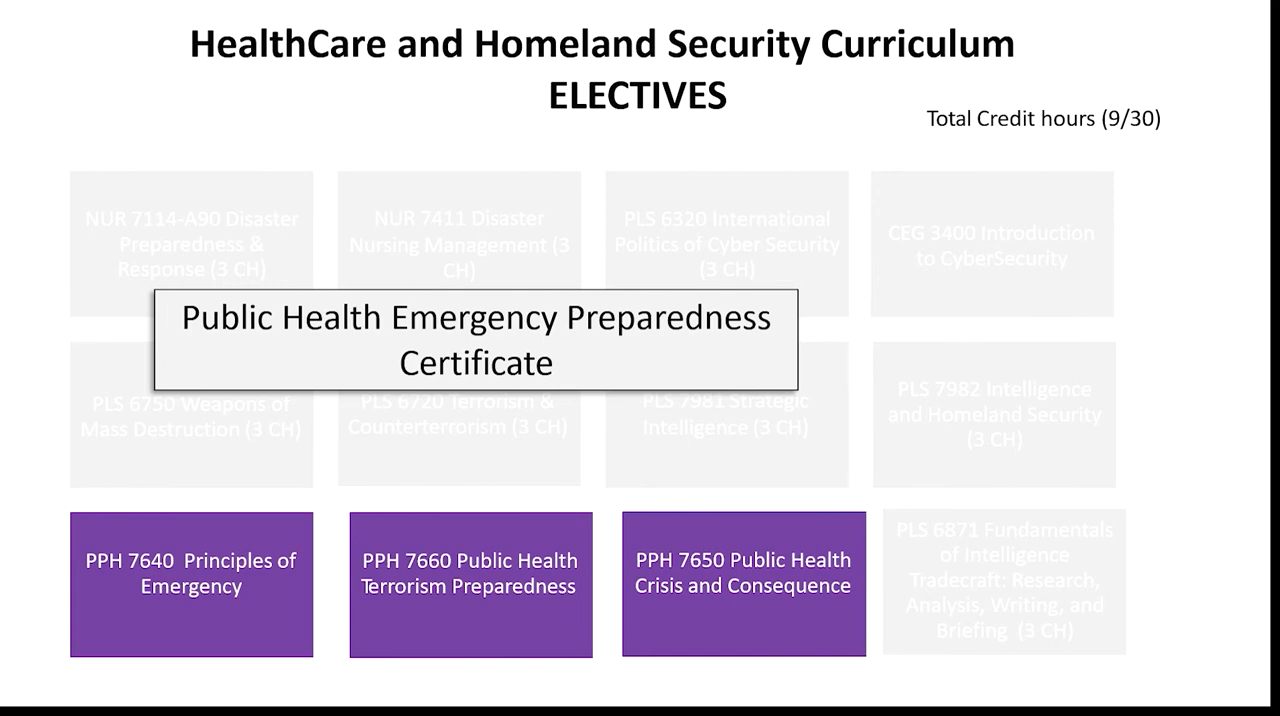 HealthCare and Homeland Security Curriculum
ELECTIVES
Total Credit hours (9/30)
NUR 7114-A90 Disaster
Preparedness &
Response (3 CH)
NUR 7411 Disaster
Nursing Management (3
CH)
PLS 6320 International
Politics of Cyber Security
(3 CH)
CEG 3400 Introduction
to CyberSecurity
Public Health Emergency Preparedness
Certificate
PLS 6750 Weapons of
Mass Destruction (3 CH)
PLS 6720 Terrorism &
Counterterrorism (3 CH)
PLS 7981 Strategic
Intelligence (3 CH)
PLS 7982 Intelligence
and Homeland Security
(3 CH)
PPH 7640  Principles of
Emergency
PPH 7660 Public Health
Terrorism Preparedness
PPH 7650 Public Health
Crisis and Consequence
PLS 6871 Fundamentals
of Intelligence
Tradecraft: Research,
Analysis, Writing, and
Briefing  (3 CH)